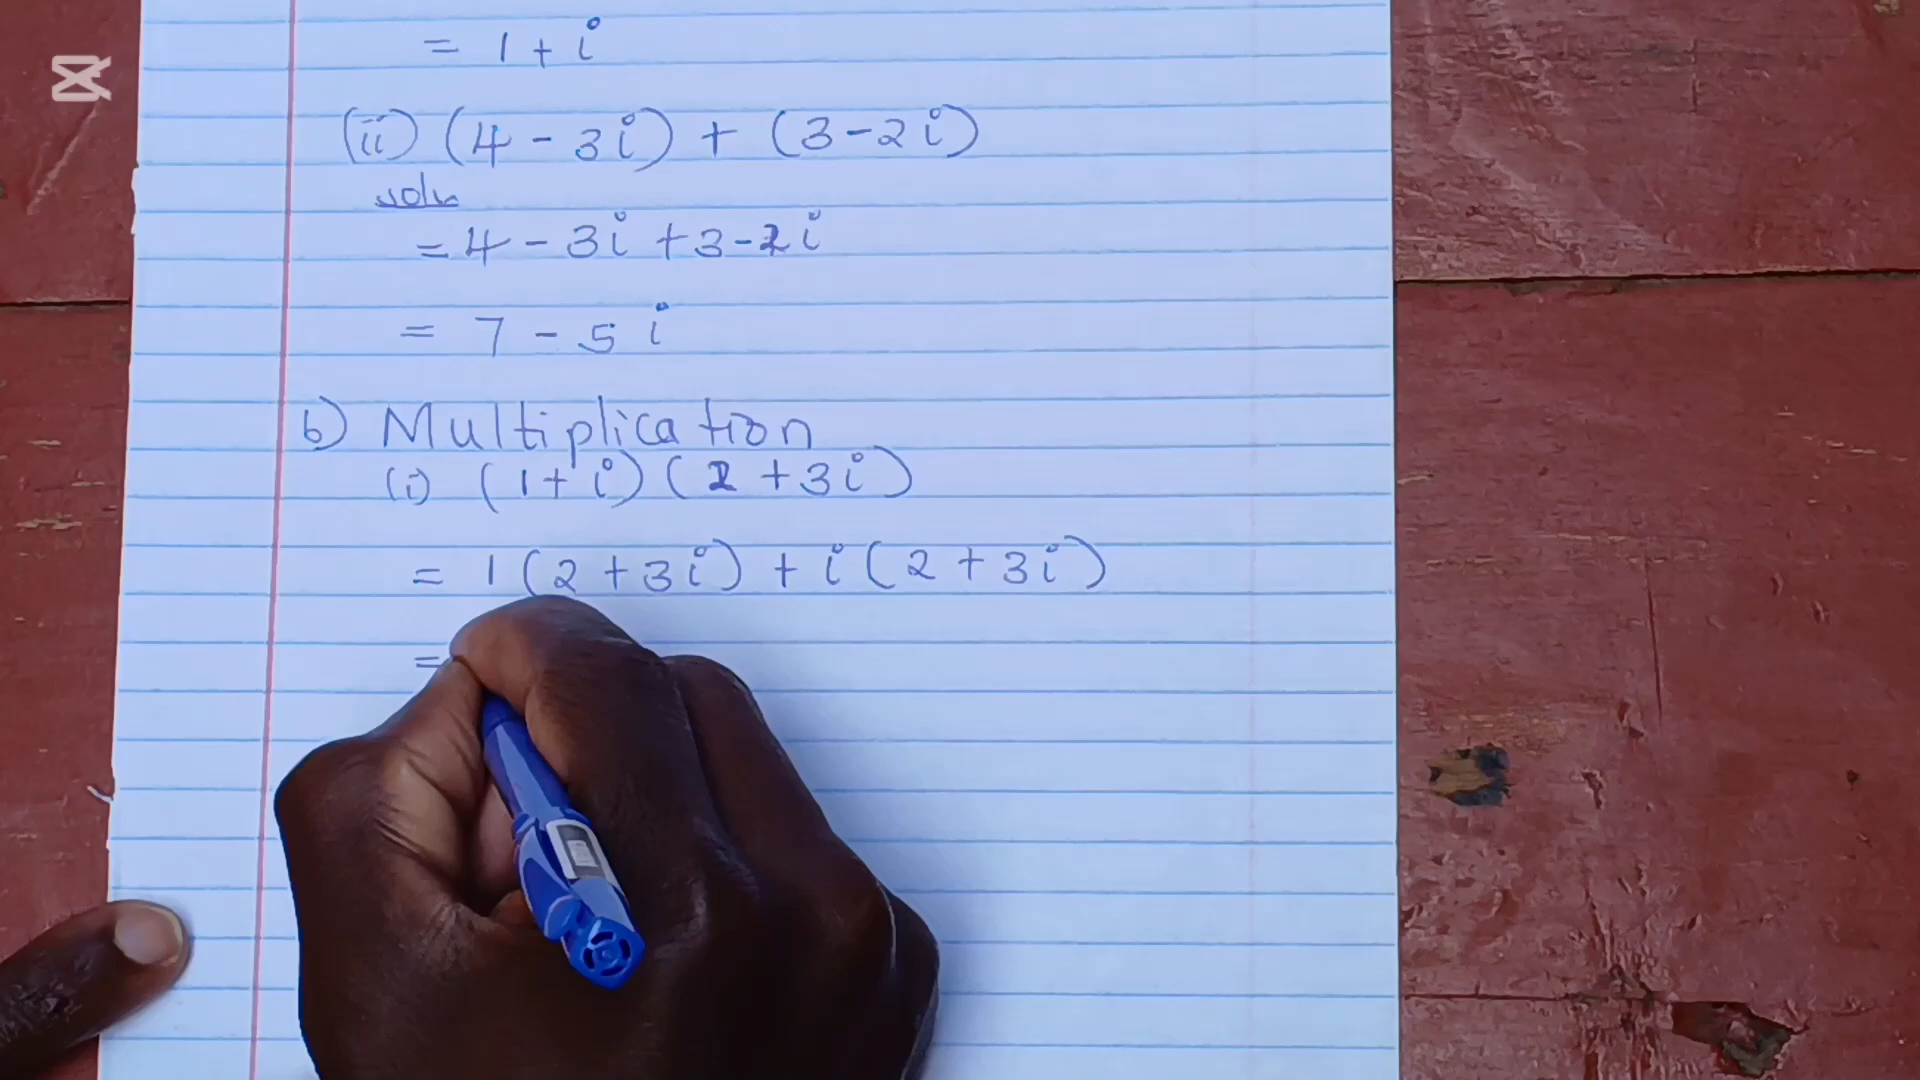 = 1 + i
(ii) (4 - 3i) + (3 - 2i)
soln
= 4 - 3i + 3 - 2i
= 7 - 5i
b) Multiplication
(i) (1 + i) (2 + 3i)
= 1 (2 + 3i) + i (2 + 3i)
=